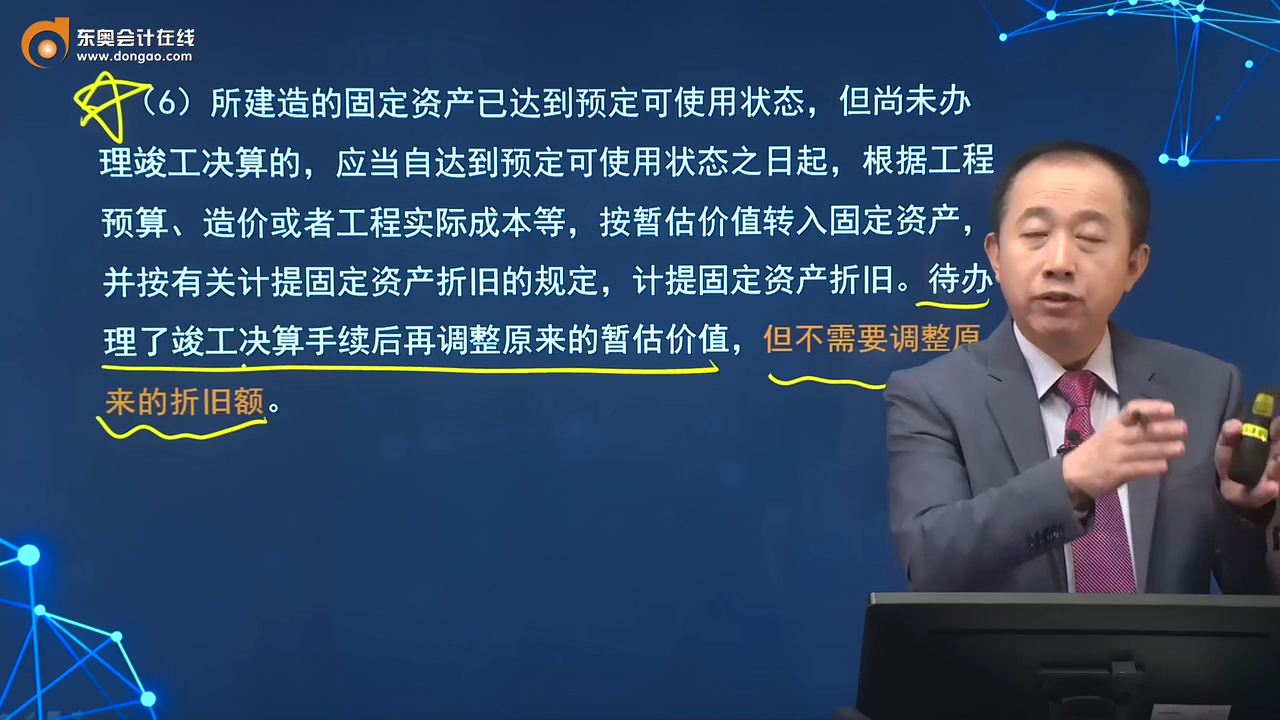 东奥会计在线
www.dongao.com
（6）所建造的固定资产已达到预定可使用状态，但尚未办
理竣工决算的，应当自达到预定可使用状态之日起，根据工程
预算、造价或者工程实际成本等，按暂估价值转入固定资产，
并按有关计提固定资产折旧的规定，计提固定资产折旧。待办
理了竣工决算手续后再调整原来的暂估价值，但不需要调整原
来的折旧额。